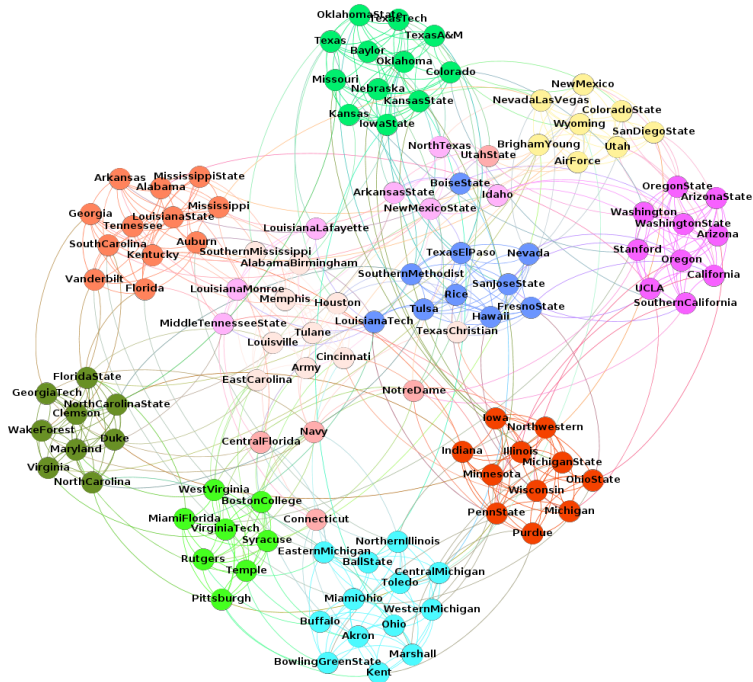 OklahomaState
TexasTech
Texas
TexasA&M
Baylor
Oklahoma
Missouri
Colorado
Nebraska
KansasState
Kansas
IowaState
NewMexico
NevadaLasVegas
ColoradoState
Wyoming
SanDiegoState
BrighamYoung
Utah
AirForce
NorthTexas
UtahState
BoiseState
ArkansasState
Idaho
NewMexicoState
Arkansas
MississippiState
Alabama
Georgia
Mississippi
LouisianaState
Tennessee
SouthCarolina
Auburn
Kentucky
Vanderbilt
Florida
OregonState
ArizonaState
Washington
WashingtonState
Arizona
Stanford
Oregon
California
UCLA
SouthernCalifornia
LouisianaLafayette
SouthernMississippi
AlabamaBirmingham
LouisianaMonroe
Memphis
Houston
MiddleTennesseeState
Tulane
Louisville
Cincinnati
Army
EastCarolina
TexasElPaso
Nevada
SouthernMethodist
SanJoseState
Rice
Tulsa
FresnoState
Hawaii
LouisianaTech
TexasChristian
NotreDame
Navy
CentralFlorida
Connecticut
FloridaState
GeorgiaTech
NorthCarolinaState
Clemson
WakeForest
Duke
Maryland
Virginia
NorthCarolina
Iowa
Northwestern
Indiana
Illinois
MichiganState
Minnesota
OhioState
Wisconsin
PennState
Michigan
Purdue
WestVirginia
BostonCollege
MiamiFlorida
VirginiaTech
Syracuse
Rutgers
Temple
Pittsburgh
NorthernIllinois
EasternMichigan
BallState
CentralMichigan
Toledo
MiamiOhio
WesternMichigan
Buffalo
Ohio
Akron
Marshall
BowlingGreenState
Kent